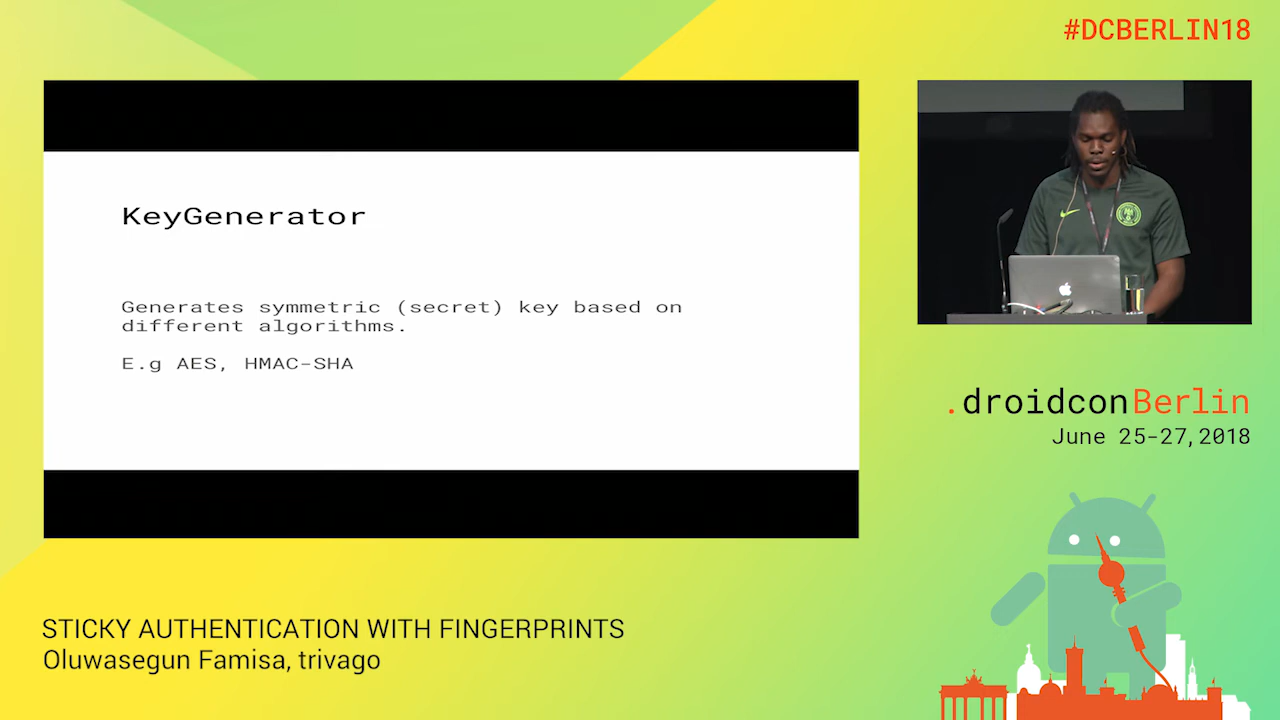 #DCBERLIN18
KeyGenerator
Generates symmetric (secret) key based on
different algorithms.
E.g AES, HMAC-SHA
.droidconBerlin
June 25-27,2018
STICKY AUTHENTICATION WITH FINGERPRINTS
Oluwasegun Famisa, trivago